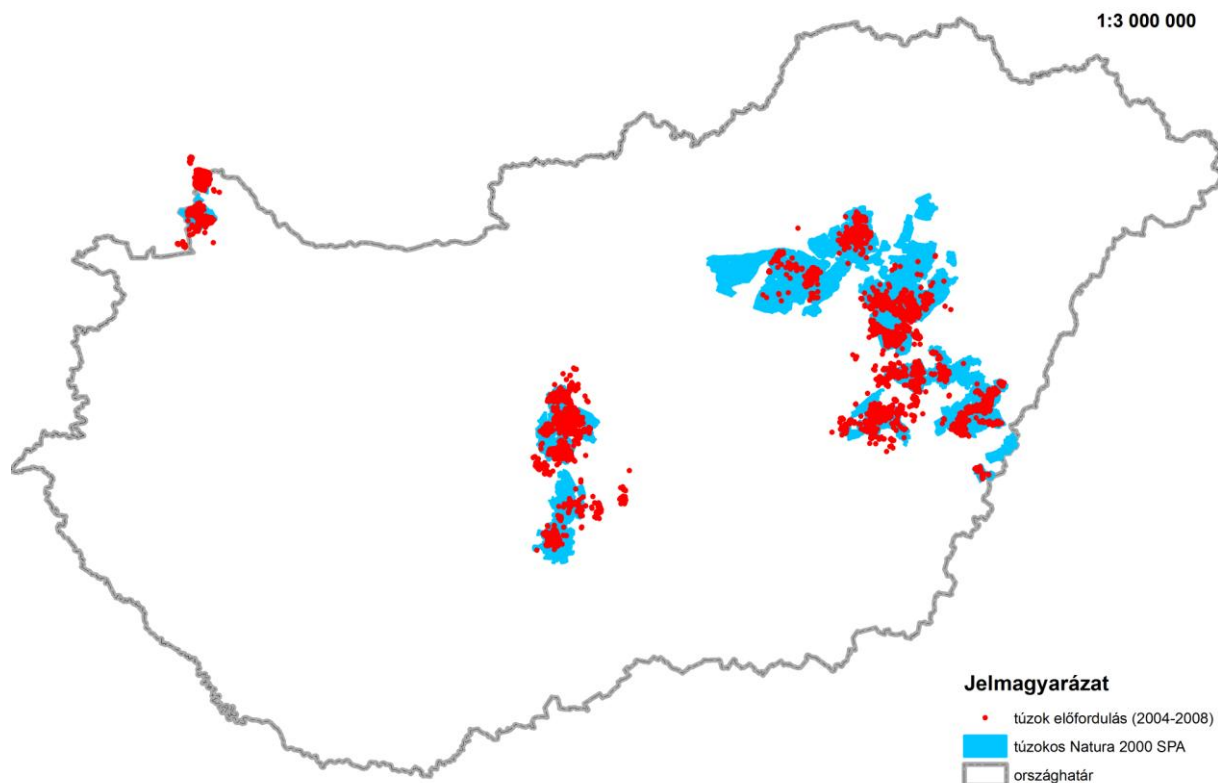 1:3 000 000
Jelmagyarázat
túzok előfordulás (2004-2008)
túzokos Natura 2000 SPA
országhatár